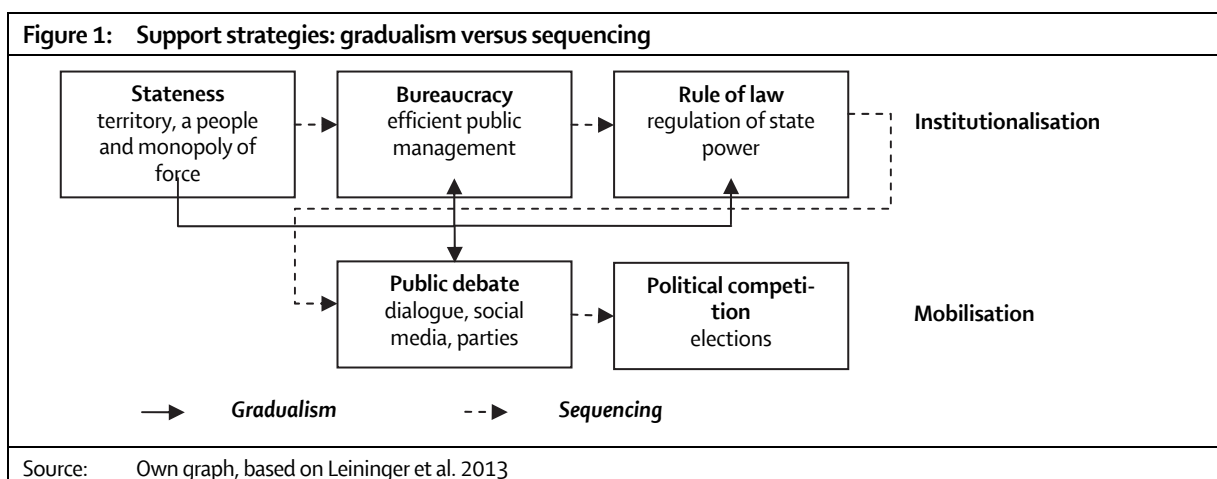 Figure 1: Support strategies: gradualism versus sequencing
Stateness
territory, a people
and monopoly of
force
Bureaucracy
efficient public
management
Rule of law
regulation of state
power
Institutionalisation
Public debate
dialogue, social
media, parties
Political competi-
tion
elections
Mobilisation
Gradualism
Sequencing
Source: Own graph, based on Leininger et al. 2013